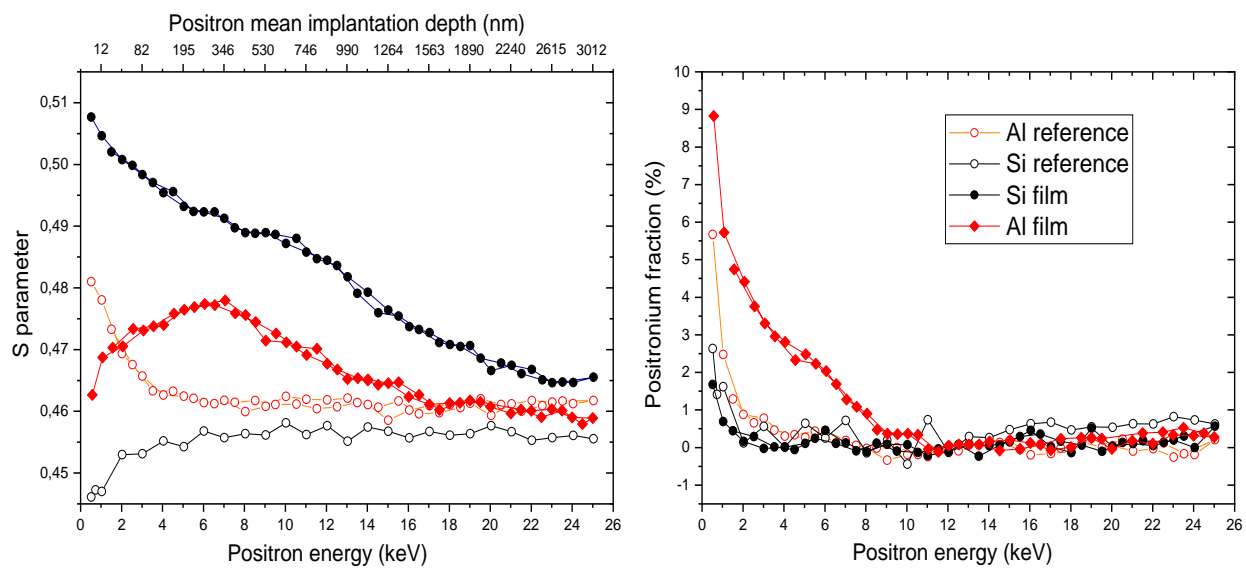 Positron mean implantation depth (nm)
12 82 195 346 530 746 990 1264 1563 1890 2240 2615 3012
0,51
0,50
0,49
0,48
0,47
0,46
0,45
S parameter
0 2 4 6 8 10 12 14 16 18 20 22 24 26
Positron energy (keV)
10
9
8
7
6
5
4
3
2
1
0
-1
Positronium fraction (%)
Al reference
Si reference
Si film
Al film
0 2 4 6 8 10 12 14 16 18 20 22 24 26
Positron energy (keV)